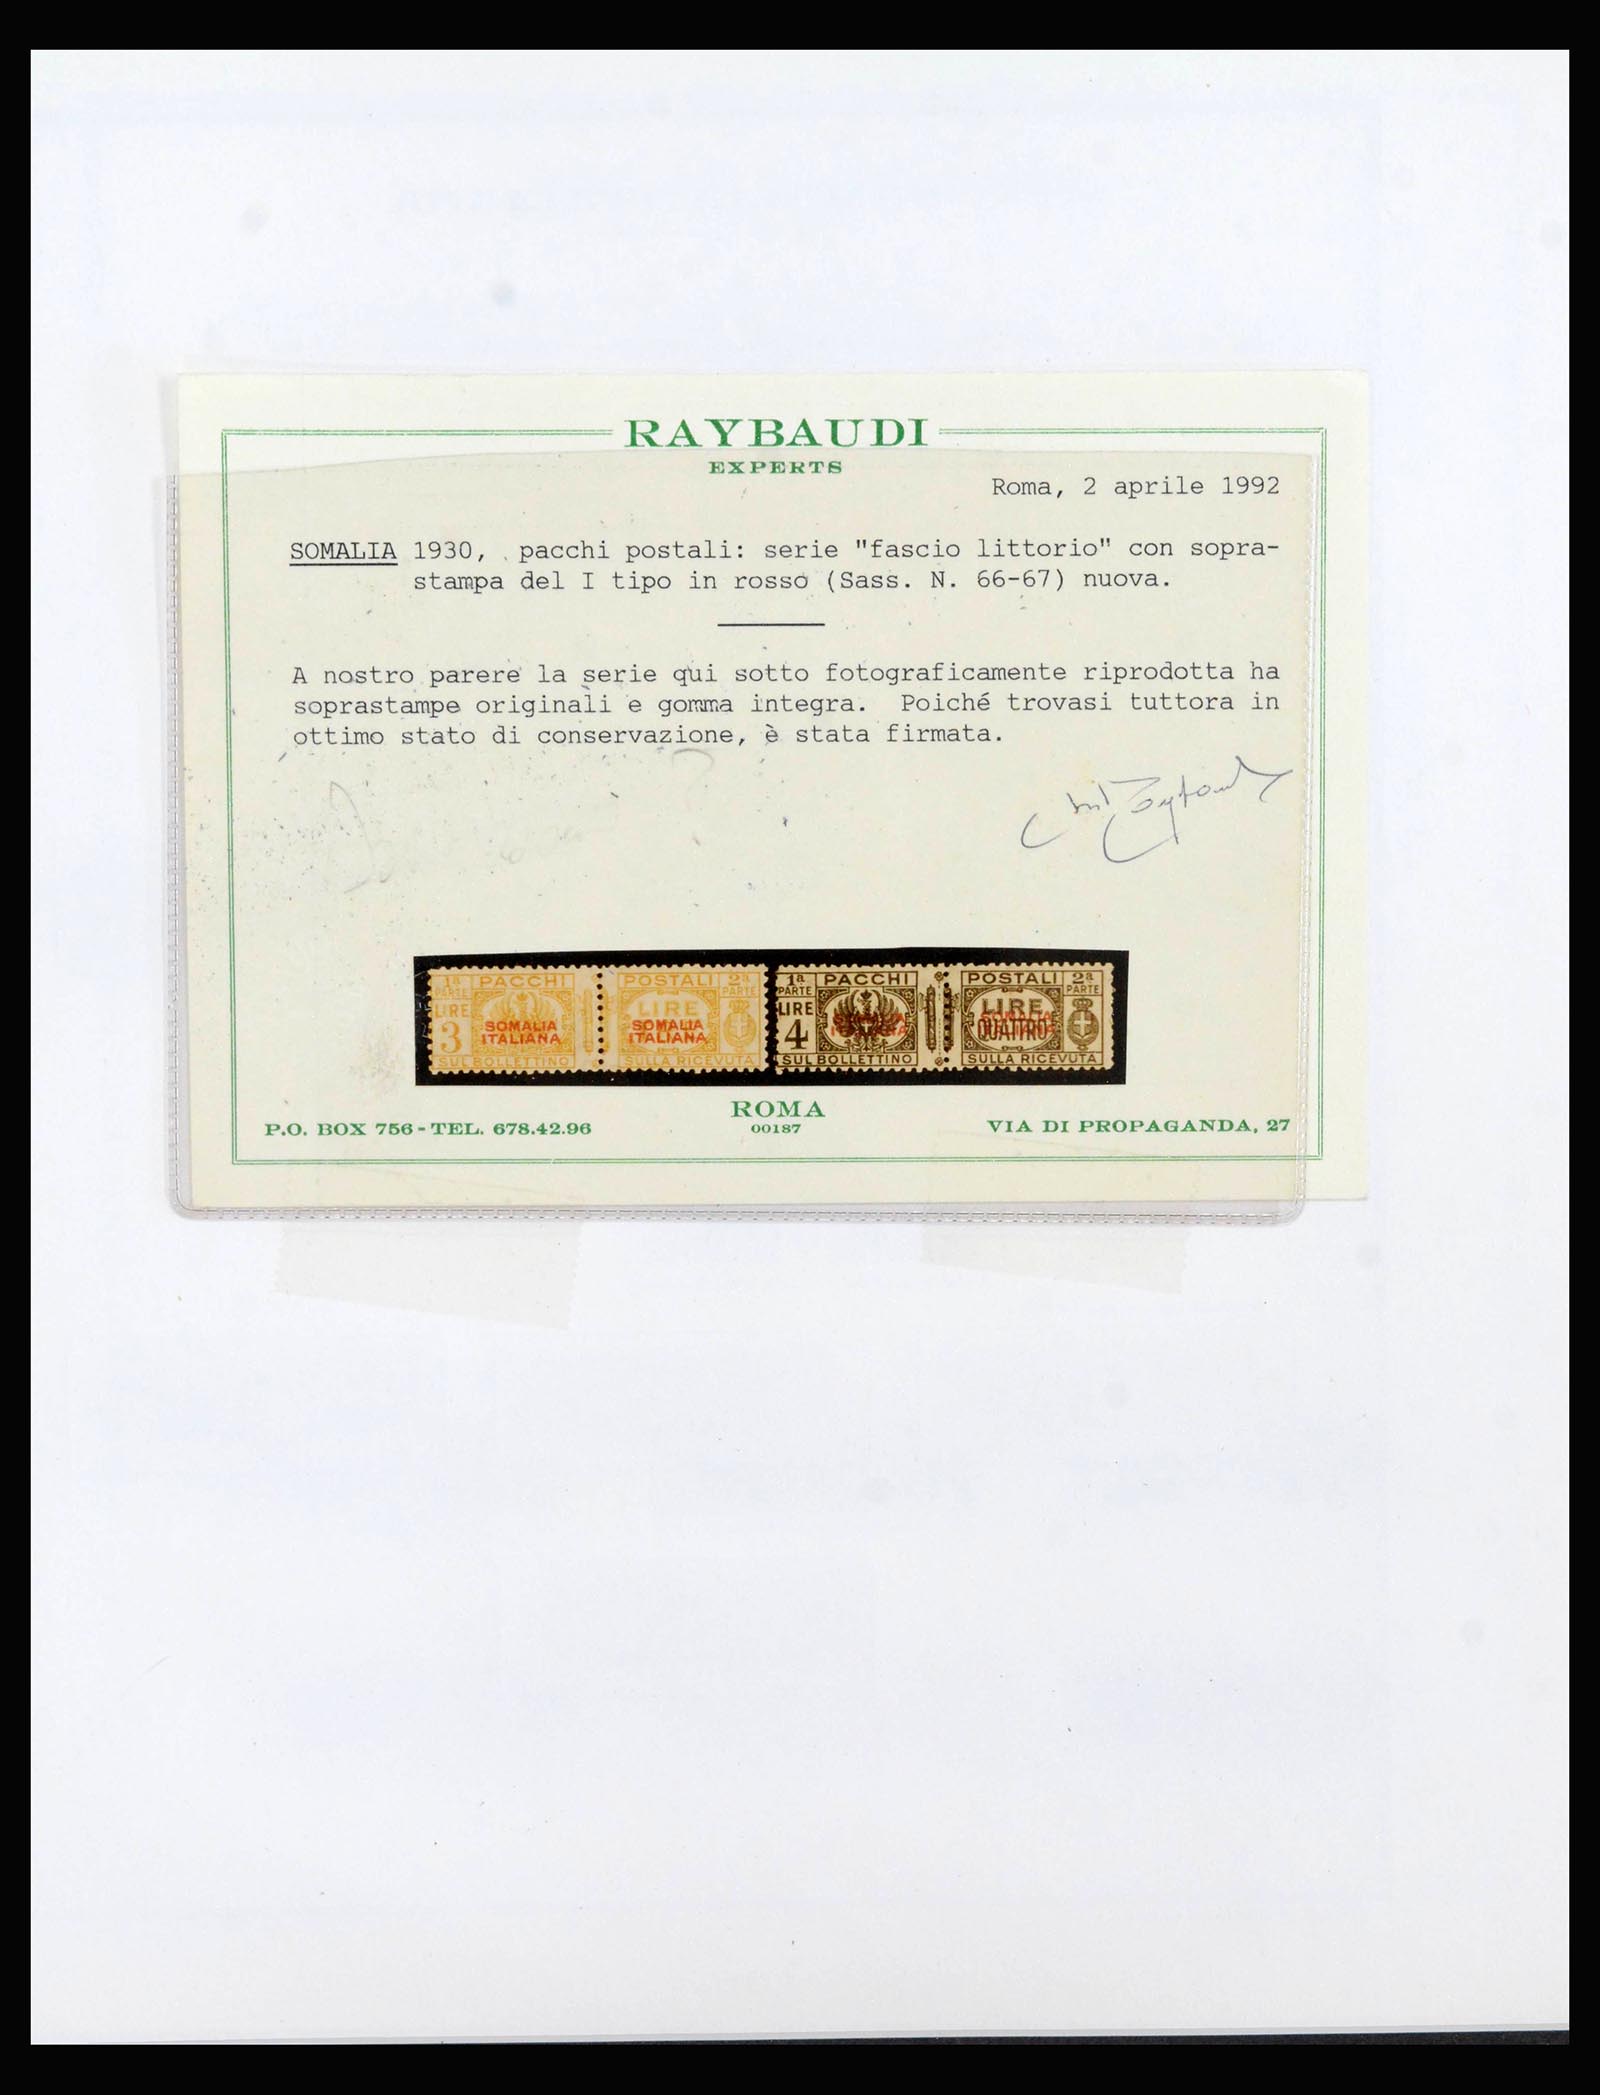 RAYBAUDI
EXPERTS
Roma, 2 aprile 1992
SOMALIA 1930, pacchi postali: serie "fascio littorio" con sopra-
stampa del I tipo in rosso (Sass. N. 66-67) nuova.
A nostro parere la serie qui sotto fotograficamente riprodotta ha
soprastampe originali e gomma integra. Poiché trovasi tuttora in
ottimo stato di conservazione, è stata firmata.
1ª PARTE PACCHI POSTALI 2ª PARTE
LIRE 3 LIRE
SOMALIA ITALIANA SOMALIA ITALIANA
SUL BOLLETTINO SULLA RICEVUTA
1ª PARTE PACCHI POSTALI 2ª PARTE
LIRE 4 LIRE QUATTRO
SOMALIA ITALIANA SOMALIA ITALIANA
SUL BOLLETTINO SULLA RICEVUTA
P.O. BOX 756 - TEL. 678.42.96
ROMA
00187
VIA DI PROPAGANDA, 27